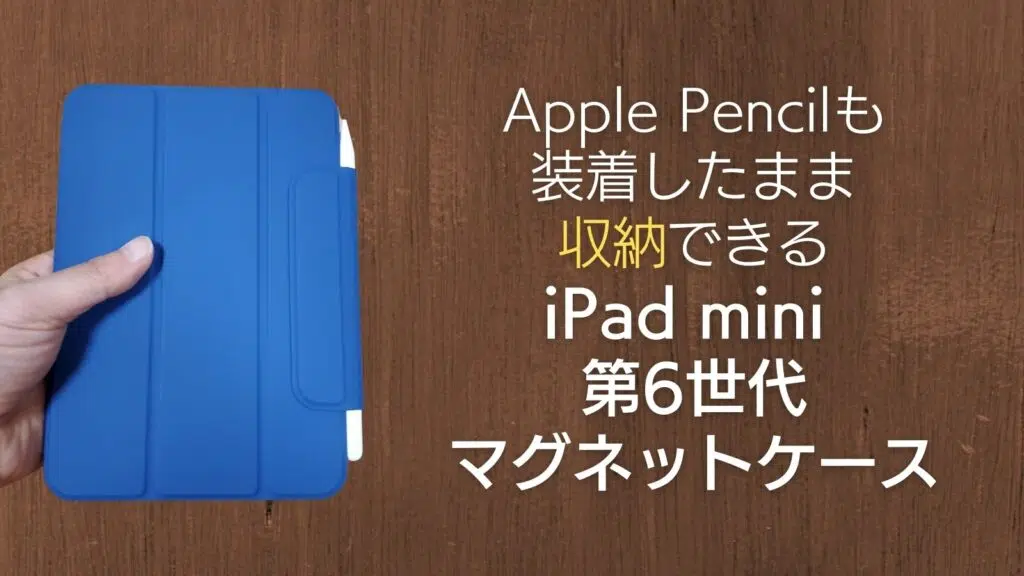 Apple Pencilも
装着したまま
収納できる
iPad mini
第6世代
マグネットケース